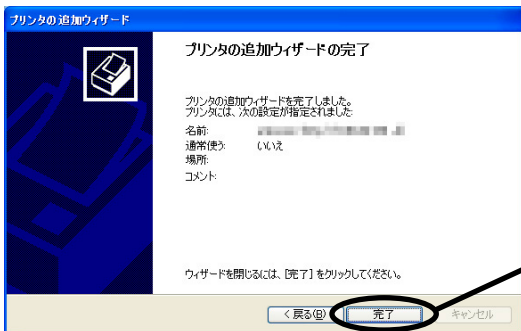 プリンタの追加ウィザード
プリンタの追加ウィザードの完了
プリンタの追加ウィザードを完了しました。
プリンタには、次の設定が指定されました:
名前:
通常使う: いいえ
場所:
コメント:
ウィザードを閉じるには、[完了] をクリックしてください。
< 戻る(B) 完了 キャンセル